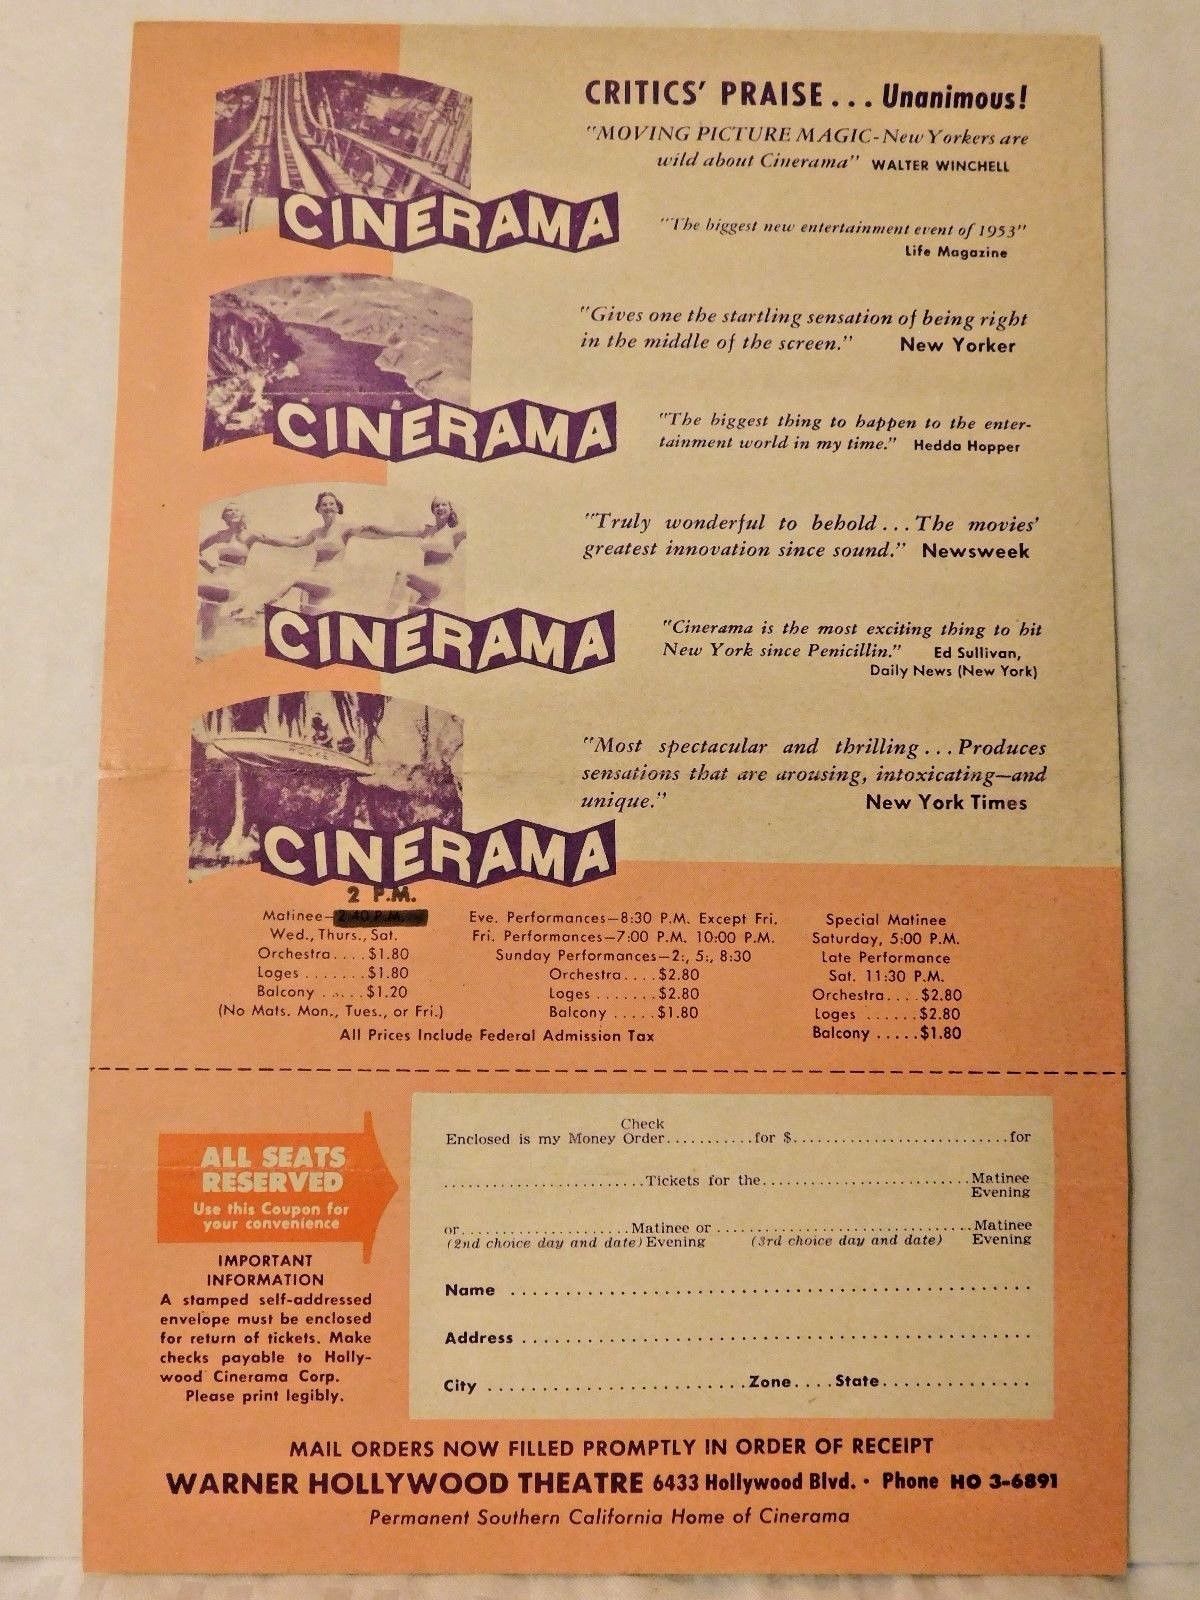 CRITICS' PRAISE... Unanimous!
"MOVING PICTURE MAGIC-New Yorkers are
wild about Cinerama" WALTER WINCHELL
CINERAMA
"The biggest new entertainment event of 1953"
Life Magazine
"Gives one the startling sensation of being right
in the middle of the screen." New Yorker
CINERAMA
"The biggest thing to happen to the enter-
tainment world in my time." Hedda Hopper
"Truly wonderful to behold... The movies'
greatest innovation since sound." Newsweek
CINERAMA
"Cinerama is the most exciting thing to hit
New York since Penicillin." Ed Sullivan,
Daily News (New York)
"Most spectacular and thrilling... Produces
sensations that are arousing, intoxicating—and
unique." New York Times
CINERAMA
2 P.M.
Matinee—2:40 P.M.
Wed., Thurs., Sat.
Orchestra....$1.80
Loges.......$1.80
Balcony.....$1.20
(No Mats. Mon., Tues., or Fri.)
Eve. Performances—8:30 P.M. Except Fri.
Fri. Performances—7:00 P.M. 10:00 P.M.
Sunday Performances—2:, 5:, 8:30
Orchestra....$2.80
Loges.......$2.80
Balcony.....$1.80
Special Matinee
Saturday, 5:00 P.M.
Late Performance
Sat. 11:30 P.M.
Orchestra....$2.80
Loges......$2.80
Balcony.....$1.80
All Prices Include Federal Admission Tax
ALL SEATS
RESERVED
Use this Coupon for
your convenience
IMPORTANT
INFORMATION
A stamped self-addressed
envelope must be enclosed
for return of tickets. Make
checks payable to Holly-
wood Cinerama Corp.
Please print legibly.
Check
Enclosed is my Money Order...........for $...........................for
.........................Tickets for the..........................Matinee
Evening
or.....................Matinee or................................Matinee
(2nd choice day and date) Evening (3rd choice day and date) Evening
Name..................................................
Address................................................
City.........................Zone....State..............
MAIL ORDERS NOW FILLED PROMPTLY IN ORDER OF RECEIPT
WARNER HOLLYWOOD THEATRE 6433 Hollywood Blvd. · Phone HO 3-6891
Permanent Southern California Home of Cinerama